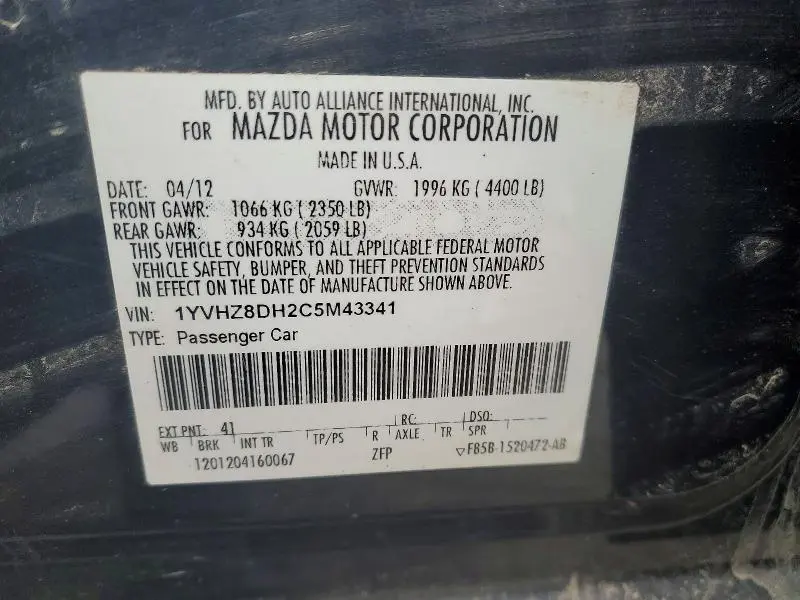 MFD. BY AUTO ALLIANCE INTERNATIONAL, INC.
FOR MAZDA MOTOR CORPORATION
MADE IN U.S.A.
DATE: 04/12 GVWR: 1996 KG ( 4400 LB)
FRONT GAWR: 1066 KG ( 2350 LB)
REAR GAWR: 934 KG ( 2059 LB)
THIS VEHICLE CONFORMS TO ALL APPLICABLE FEDERAL MOTOR
VEHICLE SAFETY, BUMPER, AND THEFT PREVENTION STANDARDS
IN EFFECT ON THE DATE OF MANUFACTURE SHOWN ABOVE.
VIN: 1YVHZ8DH2C5M43341
TYPE: Passenger Car
EXT PNT: 41 RC: DSO:
WB BRK INT TR TP/PS R AXLE TR SPR
1201204160067 ZFP ▽FB5B-1520472-AB